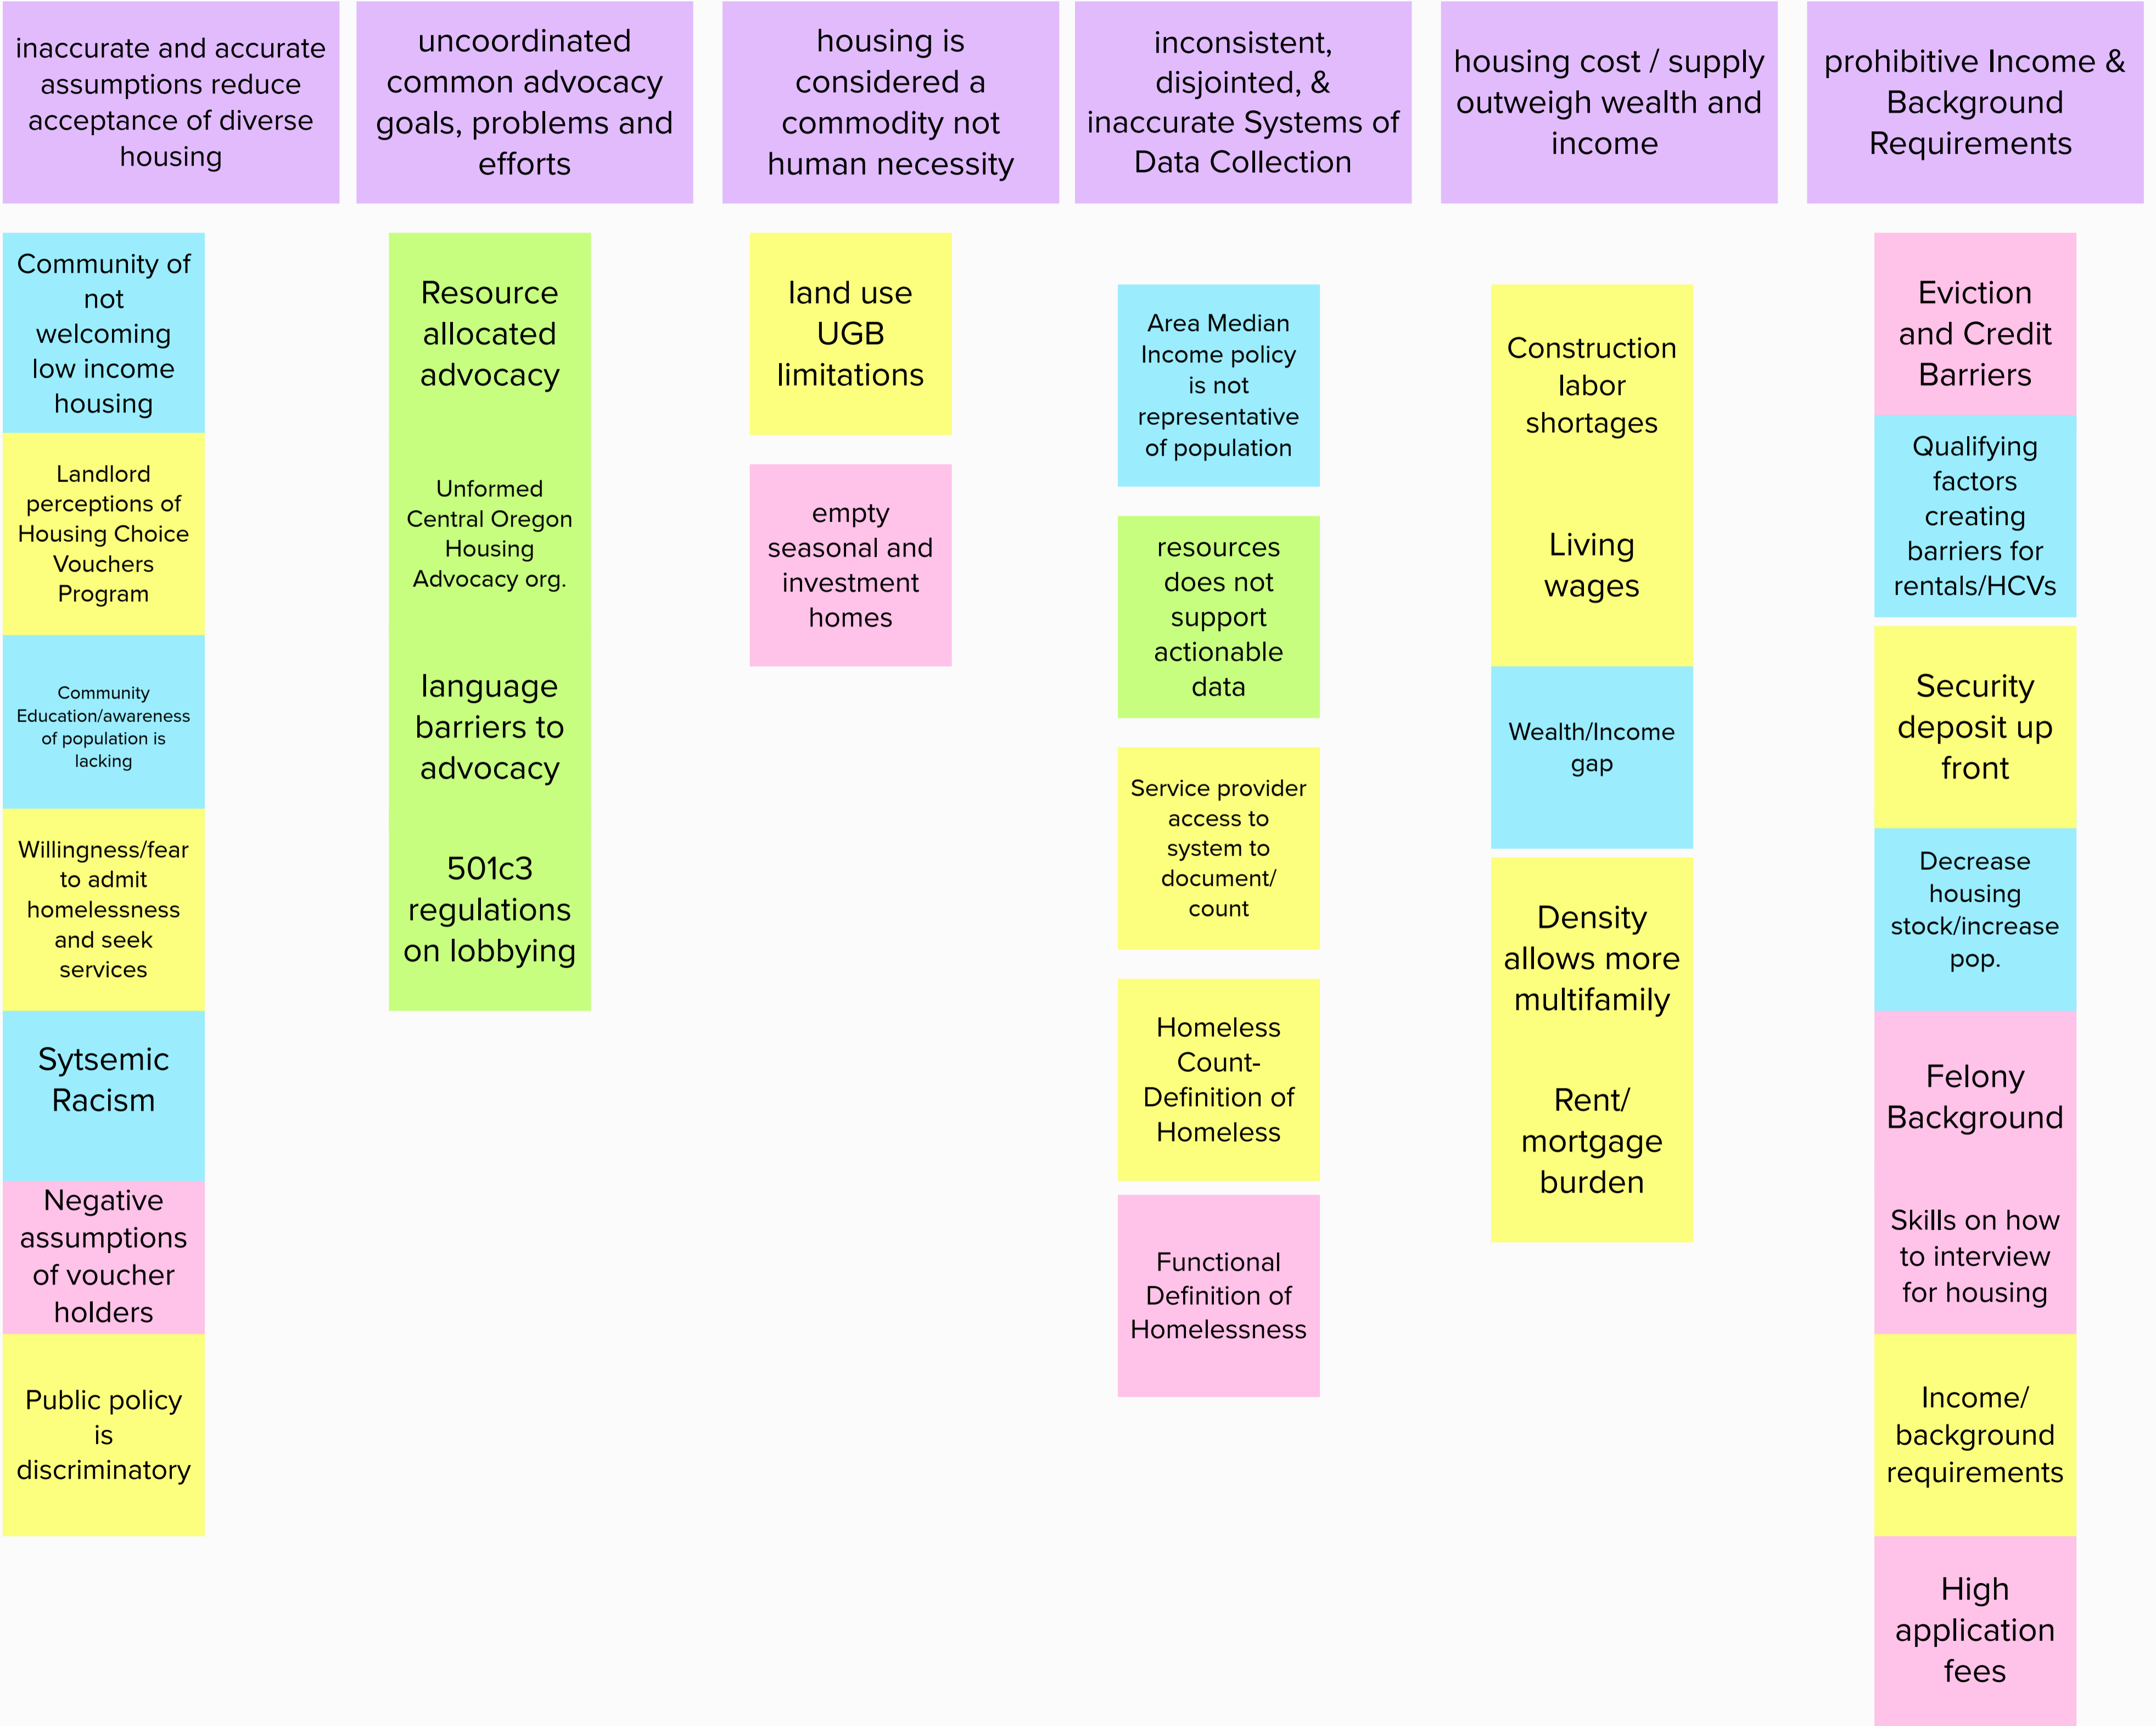 inaccurate and accurate
assumptions reduce
acceptance of diverse
housing
uncoordinated
common advocacy
goals, problems and
efforts
housing is
considered a
commodity not
human necessity
inconsistent,
disjointed, &
inaccurate Systems of
Data Collection
housing cost / supply
outweigh wealth and
income
prohibitive Income &
Background
Requirements
Community of
not
welcoming
low income
housing
Landlord
perceptions of
Housing Choice
Vouchers
Program
Community
Education/awareness
of population is
lacking
Willingness/fear
to admit
homelessness
and seek
services
Sytsemic
Racism
Negative
assumptions
of voucher
holders
Public policy
is
discriminatory
Resource
allocated
advocacy
Unformed
Central Oregon
Housing
Advocacy org.
language
barriers to
advocacy
501c3
regulations
on lobbying
land use
UGB
limitations
empty
seasonal and
investment
homes
Area Median
Income policy
is not
representative
of population
resources
does not
support
actionable
data
Service provider
access to
system to
document/
count
Homeless
Count-
Definition of
Homeless
Functional
Definition of
Homelessness
Construction
labor
shortages
Living
wages
Wealth/Income
gap
Density
allows more
multifamily
Rent/
mortgage
burden
Eviction
and Credit
Barriers
Qualifying
factors
creating
barriers for
rentals/HCVs
Security
deposit up
front
Decrease
housing
stock/increase
pop.
Felony
Background
Skills on how
to interview
for housing
Income/
background
requirements
High
application
fees